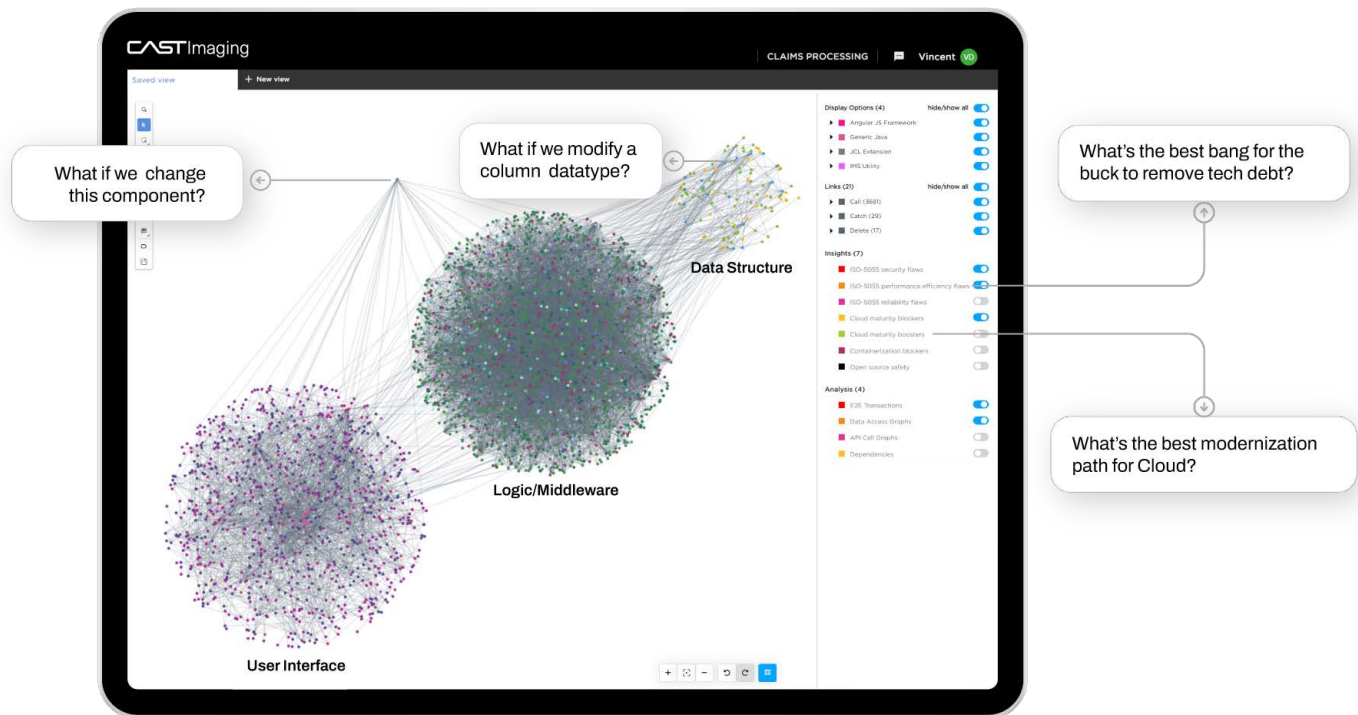 CAST Imaging
CLAIMS PROCESSING
Vincent VD
Saved view
+ New view
What if we change
this component?
What if we modify a
column datatype?
Data Structure
Logic/Middleware
User Interface
Display Options (4) hide/show all
Angular JS Framework
Generic Java
JCL Extension
IMS Utility
Links (21) hide/show all
Call (3681)
Catch (29)
Delete (17)
Insights (7)
ISO-5055 security flaws
ISO-5055 performance efficiency flaws
ISO-5055 reliability flaws
Cloud maturity blockers
Cloud maturity boosters
Containerization blockers
Open source safety
Analysis (4)
E2E Transactions
Data Access Graphs
API Call Graphs
Dependencies
What's the best bang for the
buck to remove tech debt?
What's the best modernization
path for Cloud?